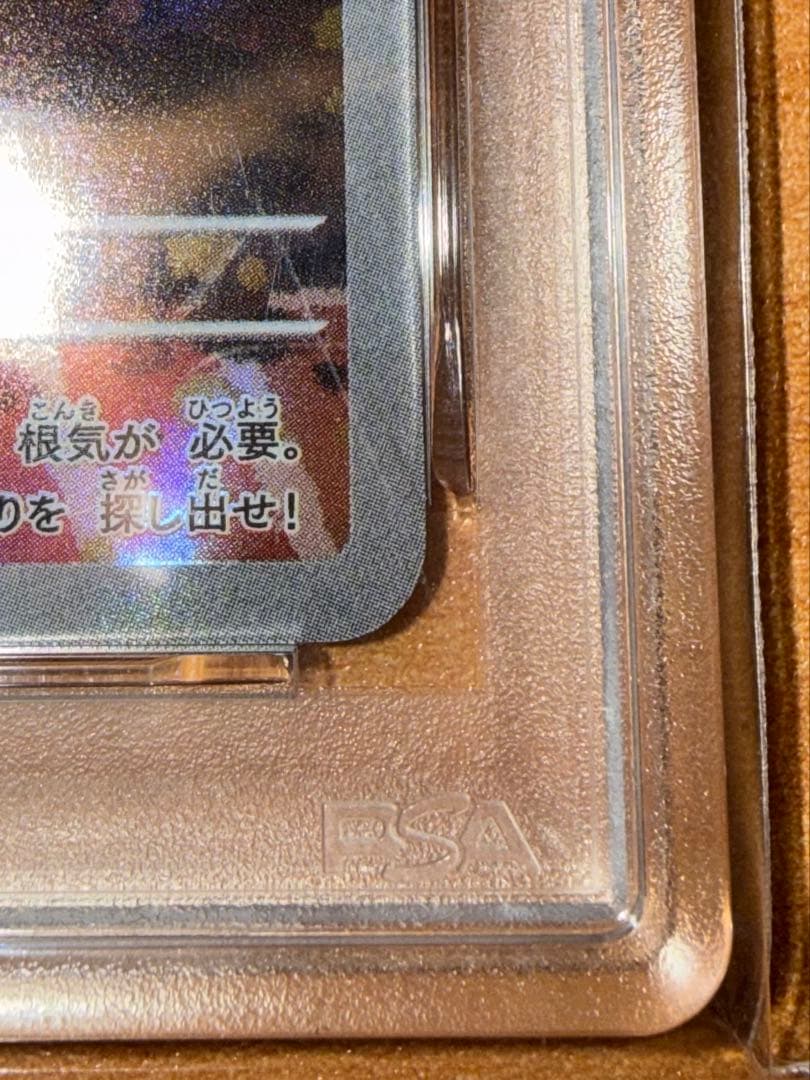 こんき ひつよう
根気が 必要。
さが だ
りを 探し出せ!
PSA